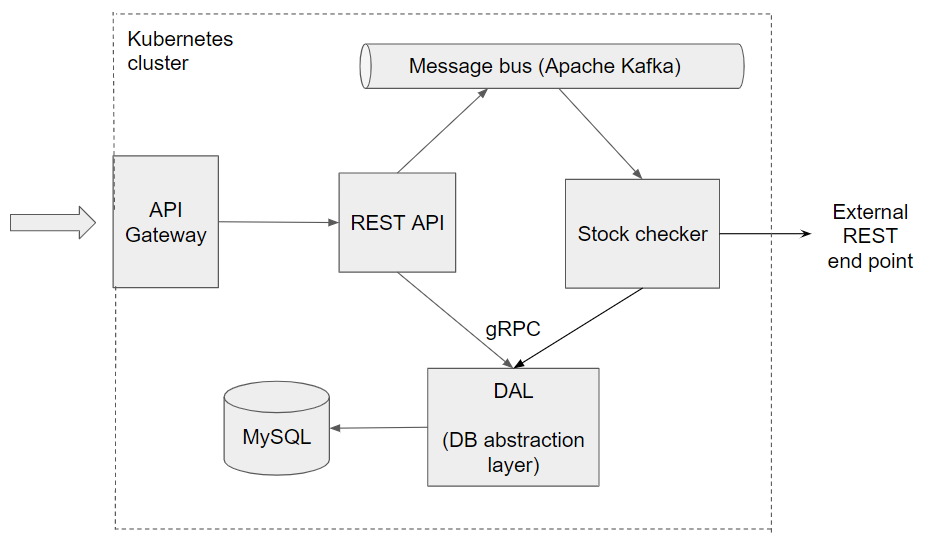 Kubernetes
cluster
Message bus (Apache Kafka)
API
Gateway
REST API
Stock checker
External
REST
end point
gRPC
DAL
(DB abstraction
layer)
MySQL